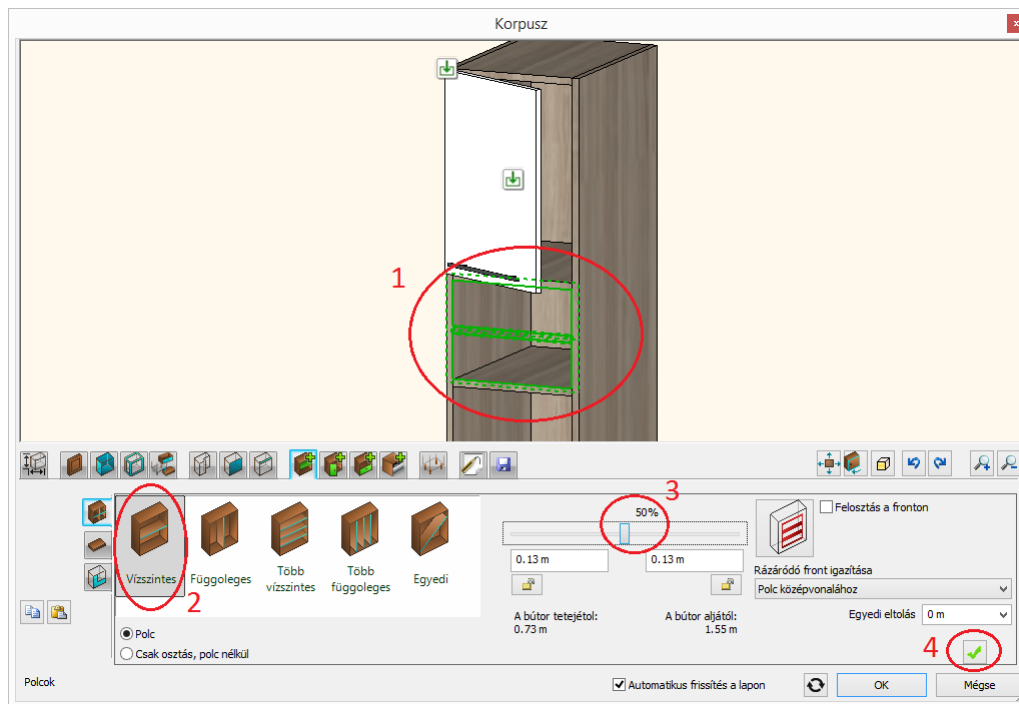 Korpusz
x
1
3
50%
Felosztás a fronton
0.13 m
0.13 m
Rázáródó front igazítása
Vízszintes
Függoleges
Több
vízszintes
Több
függoleges
Egyedi
Polc középvonalához
2
A bútor tetejétol:
0.73 m
A bútor aljától:
1.55 m
Egyedi eltolás
0 m
Polc
Csak osztás, polc nélkül
4
Polcok
Automatikus frissítés a lapon
OK
Mégse